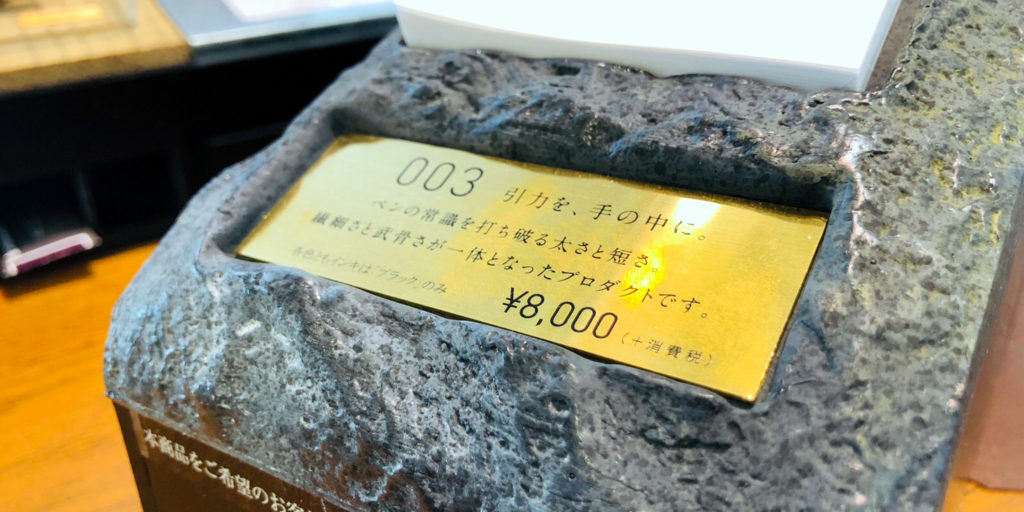 003 引力を、手の中に。
ペンの常識を打ち破る太さと短さ。
繊細さと武骨さが一体となったプロダクトです。
各色ともインキは「ブラック」のみ
¥8,000(+消費税)
本商品をご希望のお客